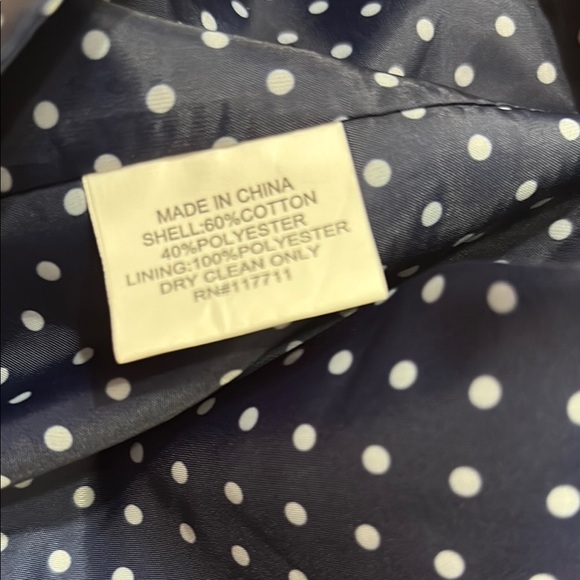 MADE IN CHINA
SHELL:60%COTTON
40%POLYESTER
LINING:100%POLYESTER
DRY CLEAN ONLY
RN#117711